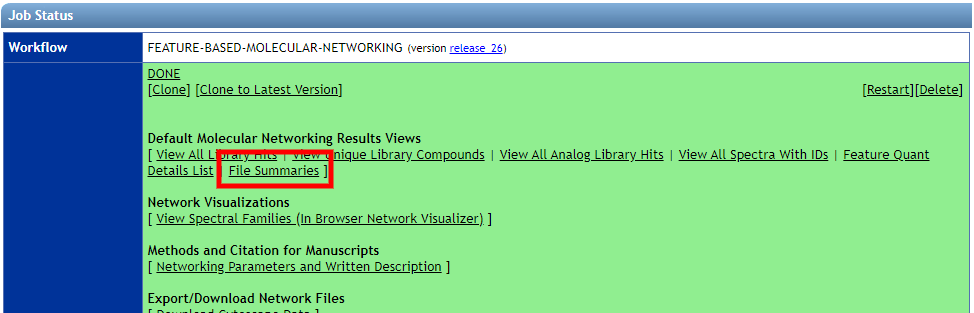 Job Status
Workflow FEATURE-BASED-MOLECULAR-NETWORKING (version release_26)
DONE
[Clone] [Clone to Latest Version] [Restart][Delete]
Default Molecular Networking Results Views
[ View All Library Hits | View Unique Library Compounds | View All Analog Library Hits | View All Spectra With IDs | Feature Quant
Details List | File Summaries ]
Network Visualizations
[ View Spectral Families (In Browser Network Visualizer) ]
Methods and Citation for Manuscripts
[ Networking Parameters and Written Description ]
Export/Download Network Files
[ Download Cytoscape Data ]